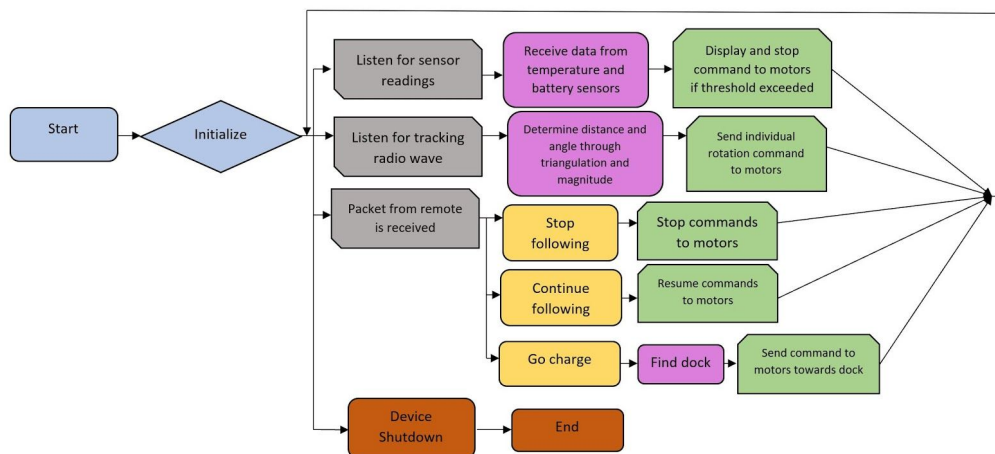 Start
Initialize
Listen for sensor
readings
Receive data from
temperature and
battery sensors
Display and stop
command to motors
if threshold exceeded
Listen for tracking
radio wave
Determine distance and
angle through
triangulation and
magnitude
Send individual
rotation command
to motors
Packet from remote
is received
Stop
following
Stop commands
to motors
Continue
following
Resume commands
to motors
Go charge
Find dock
Send command to
motors towards dock
Device
Shutdown
End